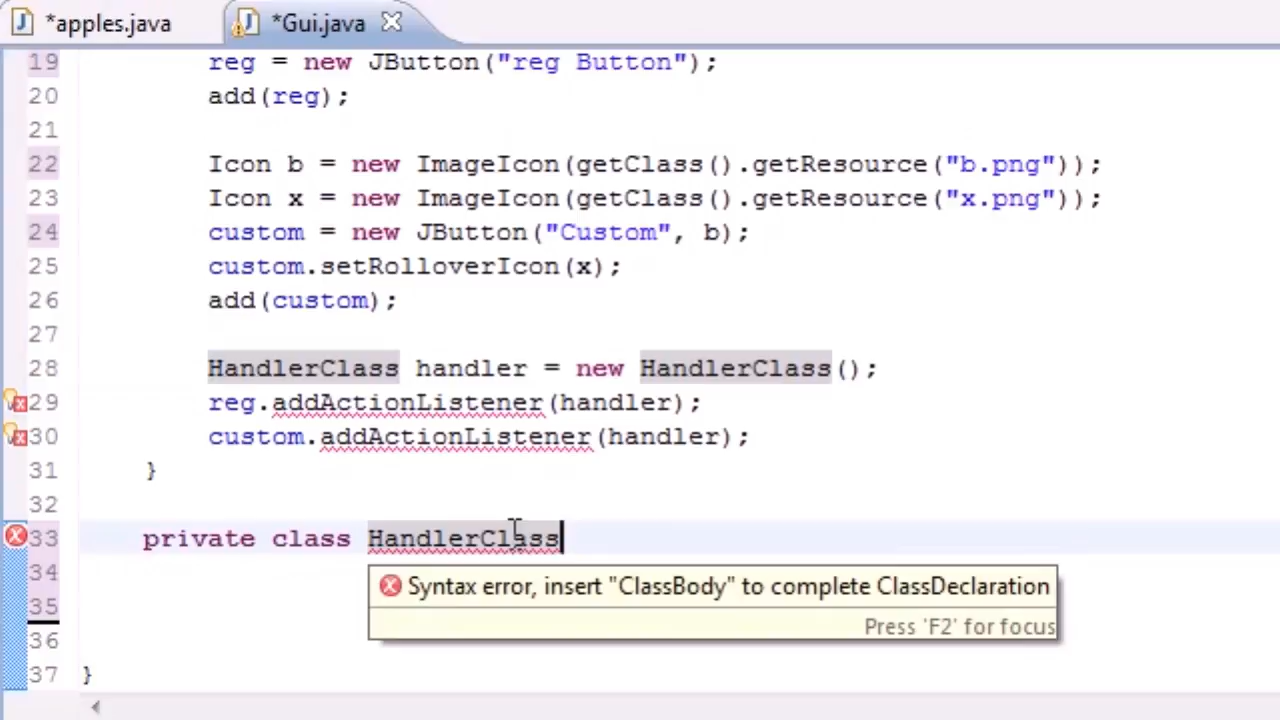 *apples.java *Gui.java
19 reg = new JButton("reg Button");
20 add(reg);
21
22 Icon b = new ImageIcon(getClass().getResource("b.png"));
23 Icon x = new ImageIcon(getClass().getResource("x.png"));
24 custom = new JButton("Custom", b);
25 custom.setRolloverIcon(x);
26 add(custom);
27
28 HandlerClass handler = new HandlerClass();
29 reg.addActionListener(handler);
30 custom.addActionListener(handler);
31 }
32
33 private class HandlerClass
34
Syntax error, insert "ClassBody" to complete ClassDeclaration
35
Press 'F2' for focus
36
37 }